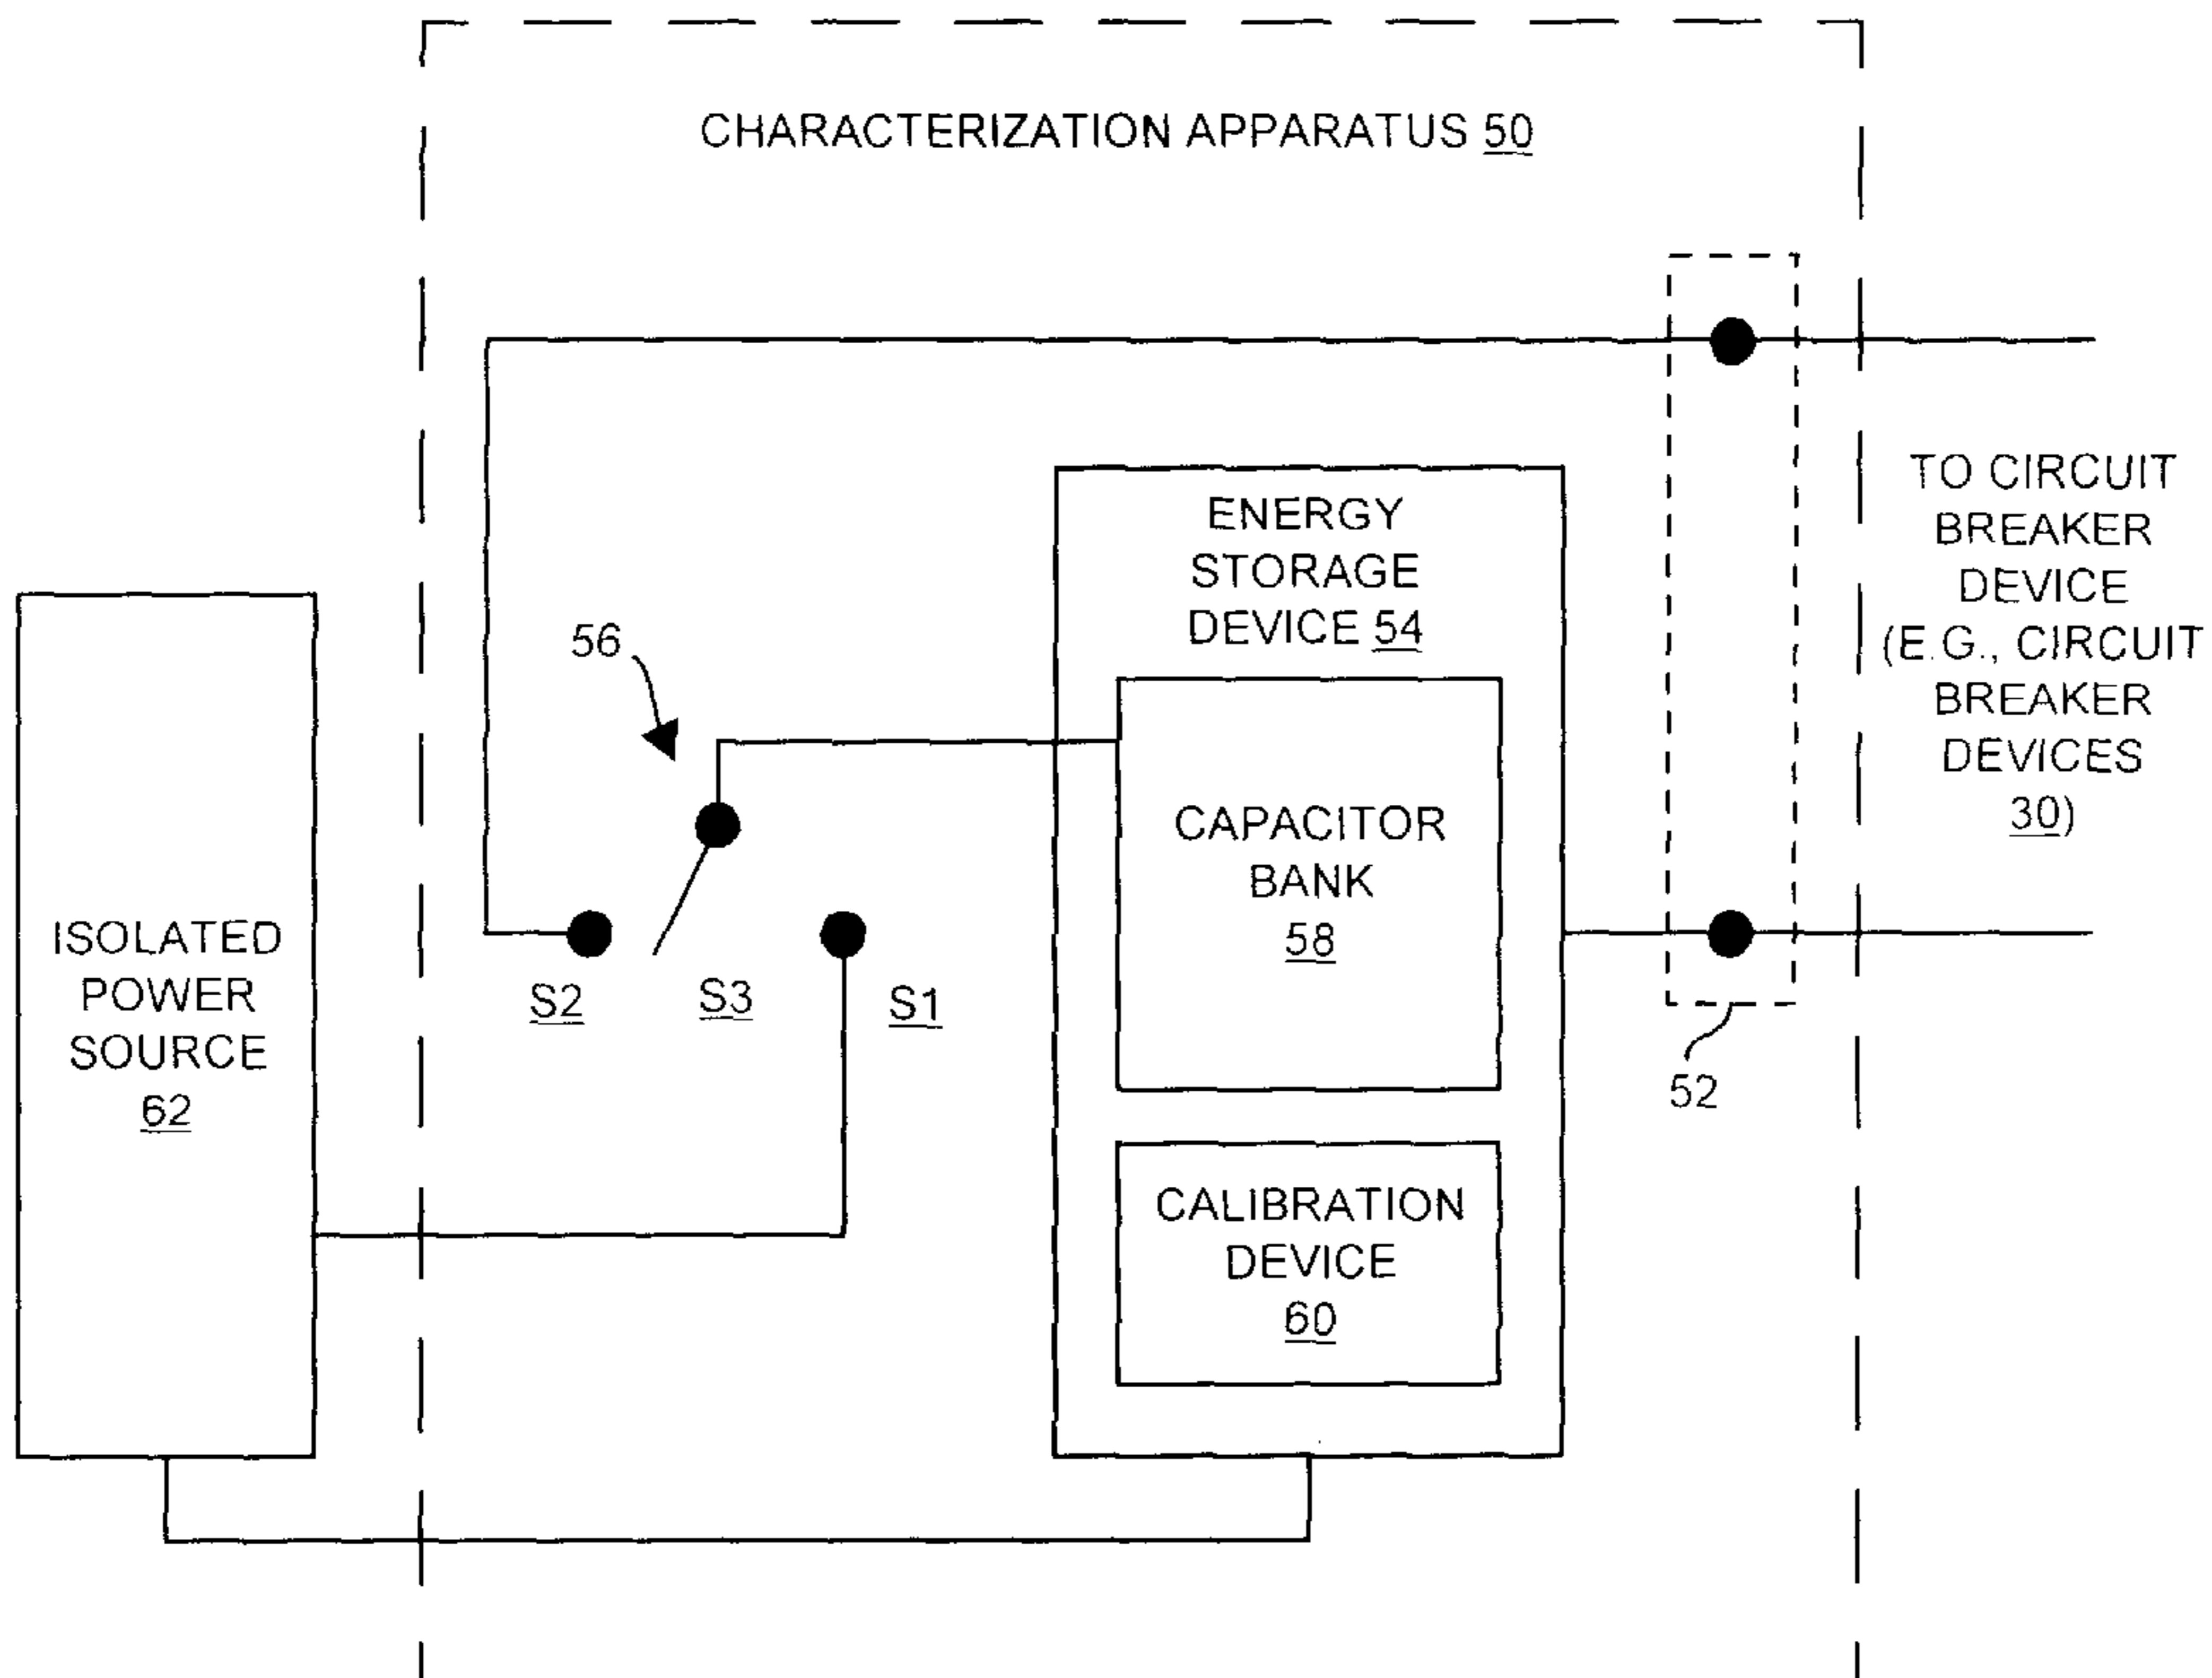 CHARACTERIZATION APPARATUS 50
TO CIRCUIT
BREAKER
DEVICE
(E.G., CIRCUIT
BREAKER
DEVICES
30)
ENERGY
STORAGE
DEVICE 54
56
CAPACITOR
BANK
58
ISOLATED
POWER
SOURCE
62
S2
S3
S1
52
CALIBRATION
DEVICE
60